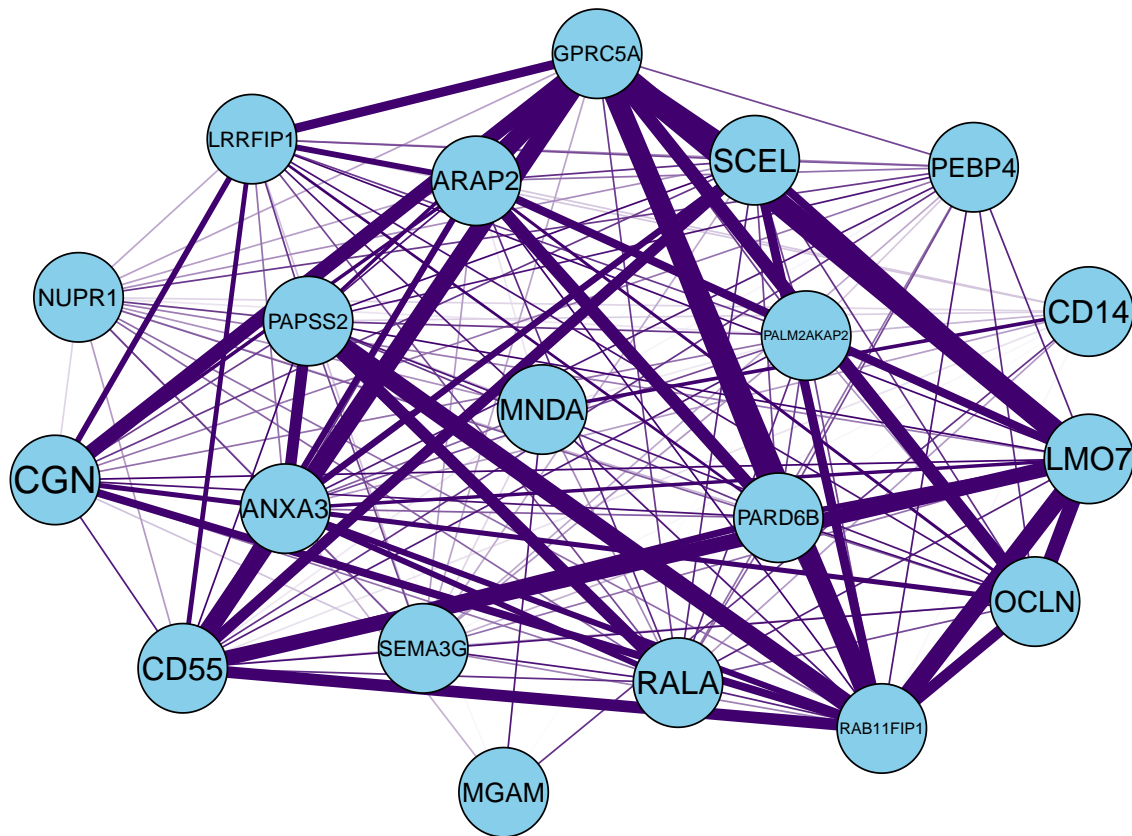 GPRC5A
LRRFIP1
SCEL
PEBP4
ARAP2
NUPR1
CD14
PAPSS2
PALM2AKAP2
MNDA
LMO7
CGN
ANXA3
PARD6B
OCLN
SEMA3G
CD55
RALA
RAB11FIP1
MGAM